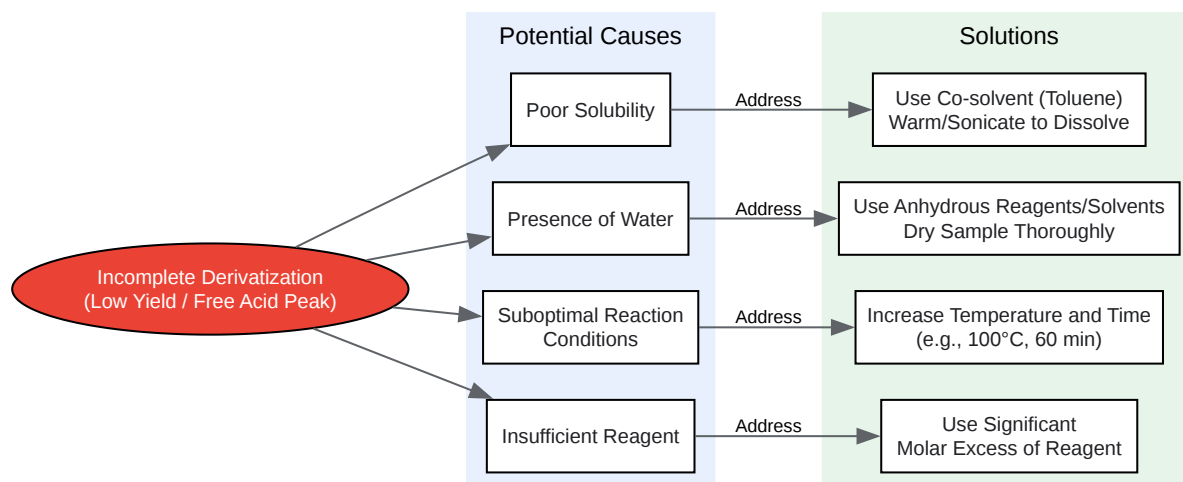 Potential Causes
Solutions
Poor Solubility
Address
Use Co-solvent (Toluene)
Warm/Sonicate to Dissolve
Presence of Water
Address
Use Anhydrous Reagents/Solvents
Dry Sample Thoroughly
Incomplete Derivatization
(Low Yield / Free Acid Peak)
Suboptimal Reaction
Conditions
Address
Increase Temperature and Time
(e.g., 100°C, 60 min)
Insufficient Reagent
Address
Use Significant
Molar Excess of Reagent